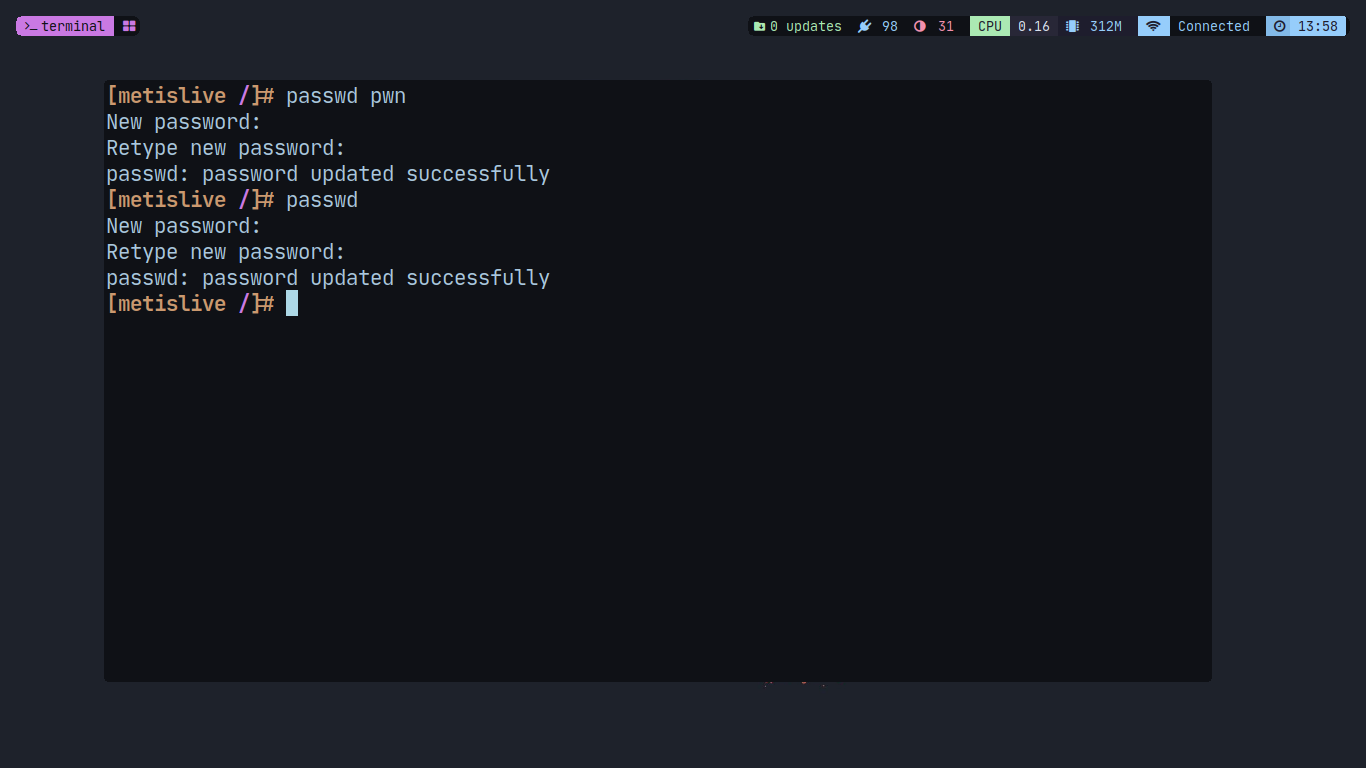 >_ terminal
0 updates 98 31 CPU 0.16 312M Connected 13:58
[metislive /]# passwd pwn
New password:
Retype new password:
passwd: password updated successfully
[metislive /]# passwd
New password:
Retype new password:
passwd: password updated successfully
[metislive /]#